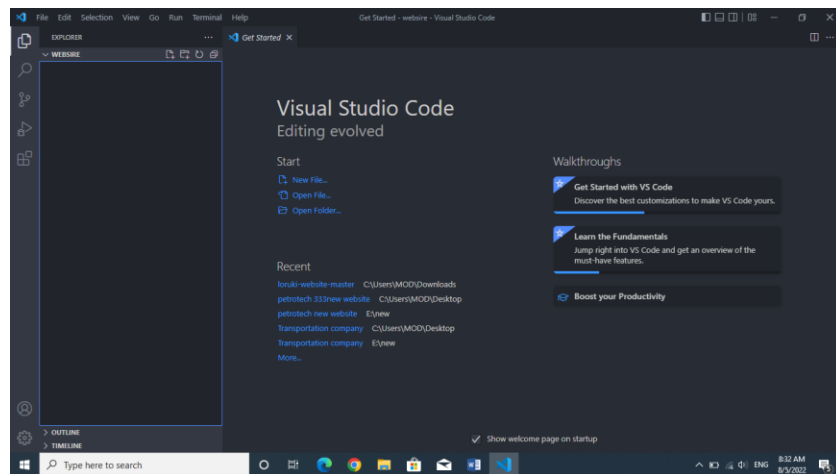 File Edit Selection View Go Run Terminal Help
Get Started - websire - Visual Studio Code
EXPLORER
Get Started
WEBSIRE
Visual Studio Code
Editing evolved
Start
New File...
Open File...
Open Folder...
Recent
loruki-website-master C:\Users\MOD\Downloads
petrotech 333new website C:\Users\MOD\Desktop
petrotech new website E:\new
Transportation company C:\Users\MOD\Desktop
Transportation company E:\new
More...
Walkthroughs
Get Started with VS Code
Discover the best customizations to make VS Code yours.
Learn the Fundamentals
Jump right into VS Code and get an overview of the
must-have features.
Boost your Productivity
OUTLINE
TIMELINE
Show welcome page on startup
Type here to search
ENG
8:32 AM
8/5/2022